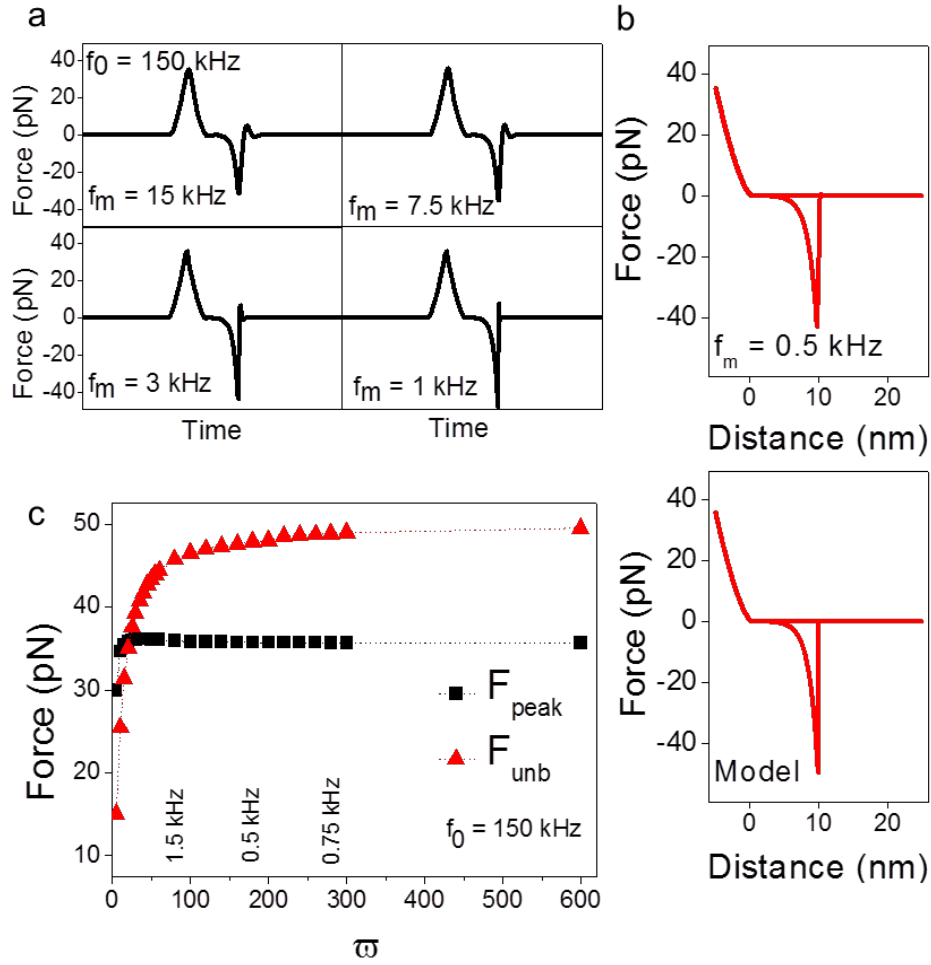 a
f0 = 150 kHz
40
20
0
-20
-40
Force (pN)
fm = 15 kHz
fm = 7.5 kHz
40
20
0
-20
-40
Force (pN)
fm = 3 kHz
fm = 1 kHz
Time
Time
b
40
20
0
-20
-40
Force (pN)
fm = 0.5 kHz
0
10
20
Distance (nm)
40
20
0
-20
-40
Force (pN)
Model
0
10
20
Distance (nm)
c
50
40
30
20
10
Force (pN)
Fpeak
Funb
1.5 kHz
0.5 kHz
0.75 kHz
f0 = 150 kHz
0
100
200
300
400
500
600
ϖ